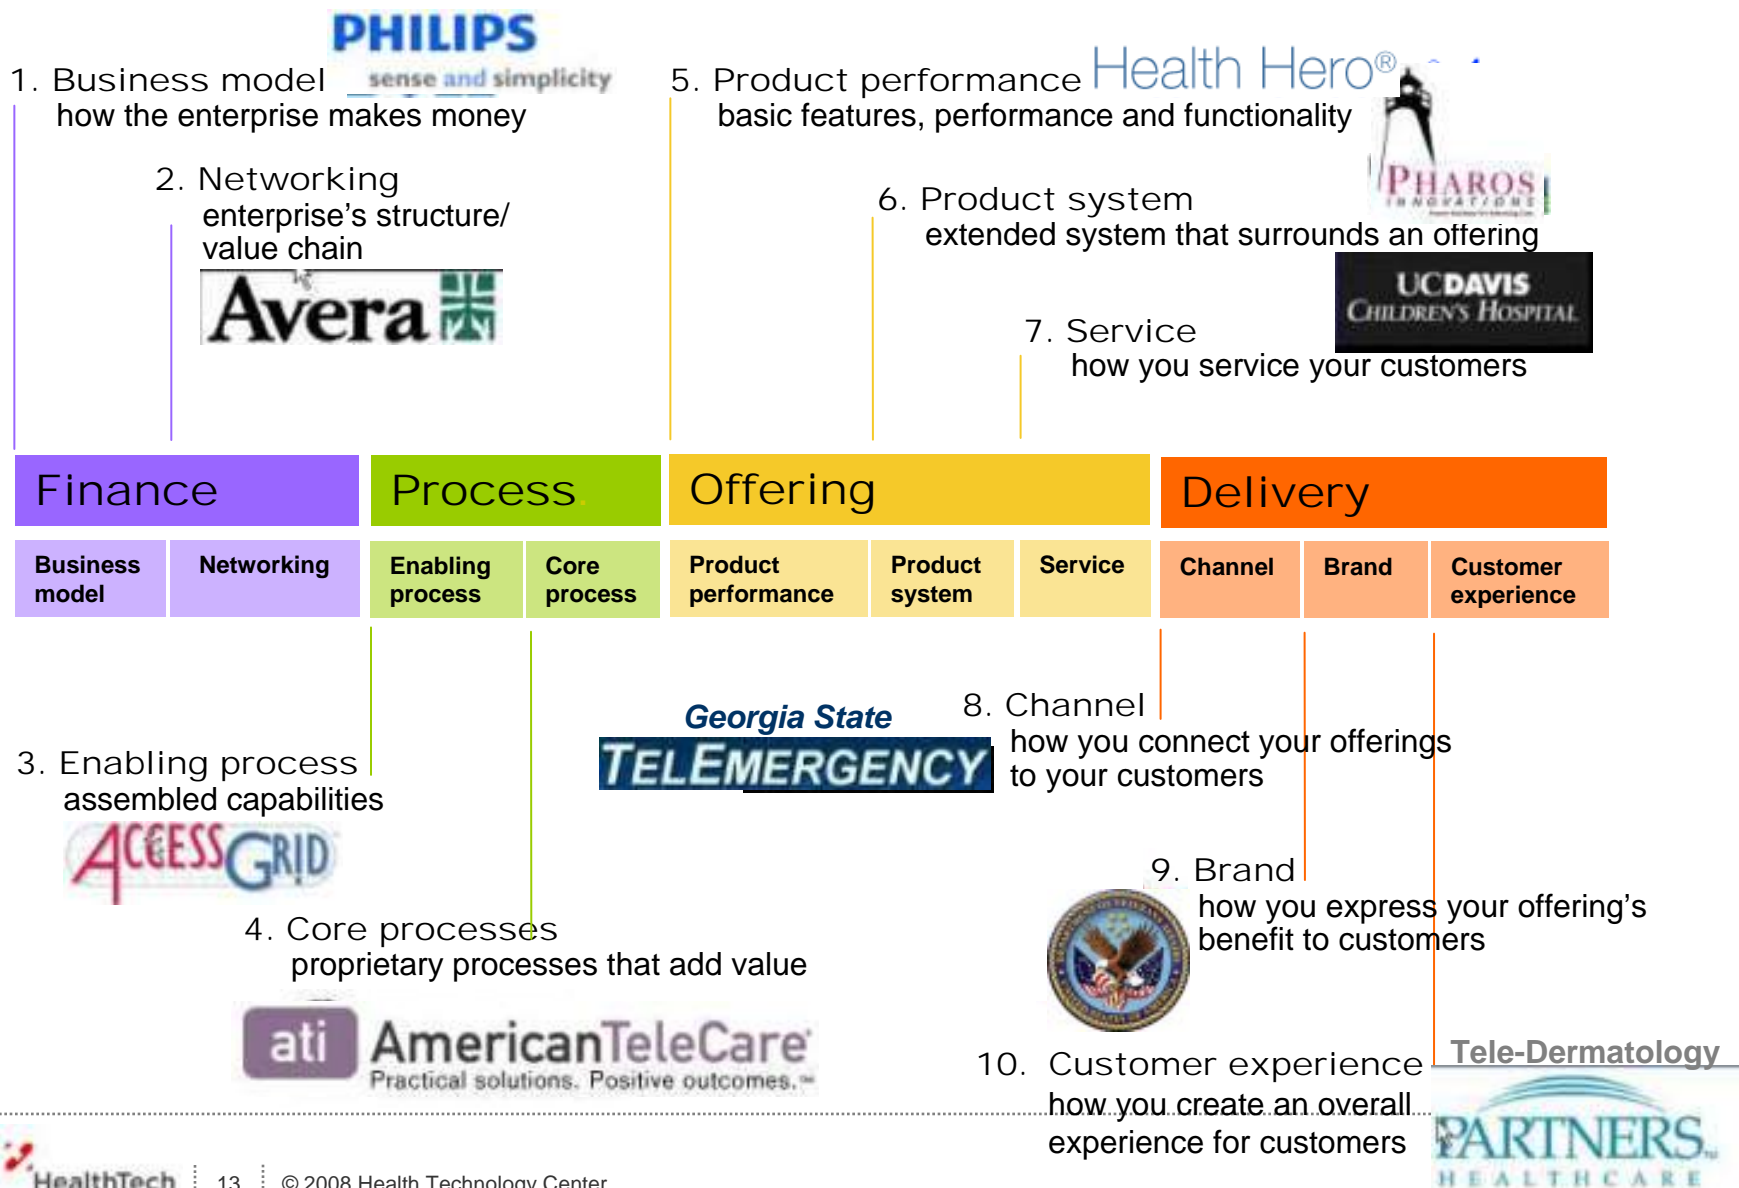 PHILIPS
sense and simplicity
1. Business model
how the enterprise makes money
2. Networking
enterprise's structure/
value chain
Avera
5. Product performance
Health Hero®
basic features, performance and functionality
PHAROS
INNOVATIONS
6. Product system
extended system that surrounds an offering
UCDAVIS
CHILDREN'S HOSPITAL
7. Service
how you service your customers
Finance
Process.
Offering
Delivery
Business
model
Networking
Enabling
process
Core
process
Product
performance
Product
system
Service
Channel
Brand
Customer
experience
3. Enabling process
assembled capabilities
ACCESS GRID
4. Core processes
proprietary processes that add value
ati AmericanTeleCare
Practical solutions. Positive outcomes.℠
Georgia State
TELEMERGENCY
8. Channel
how you connect your offerings
to your customers
9. Brand
how you express your offering's
benefit to customers
10. Customer experience
how you create an overall
experience for customers
Tele-Dermatology
PARTNERS
HEALTHCARE
HealthTech
13
© 2008 Health Technology Center